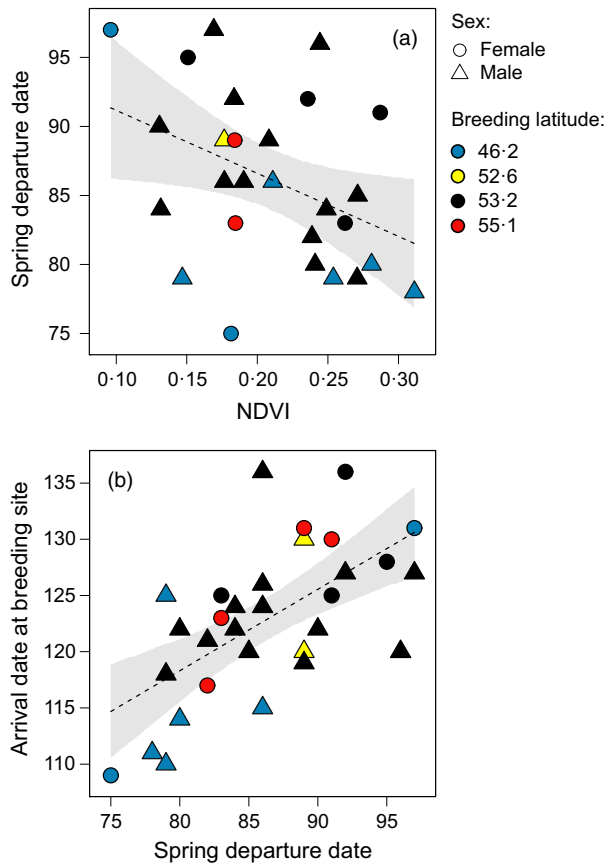 (a)
95
90
85
80
75
Spring departure date
0·10 0·15 0·20 0·25 0·30
NDVI
Sex:
Female
Male
Breeding latitude:
46·2
52·6
53·2
55·1
(b)
135
130
125
120
115
110
Arrival date at breeding site
75 80 85 90 95
Spring departure date